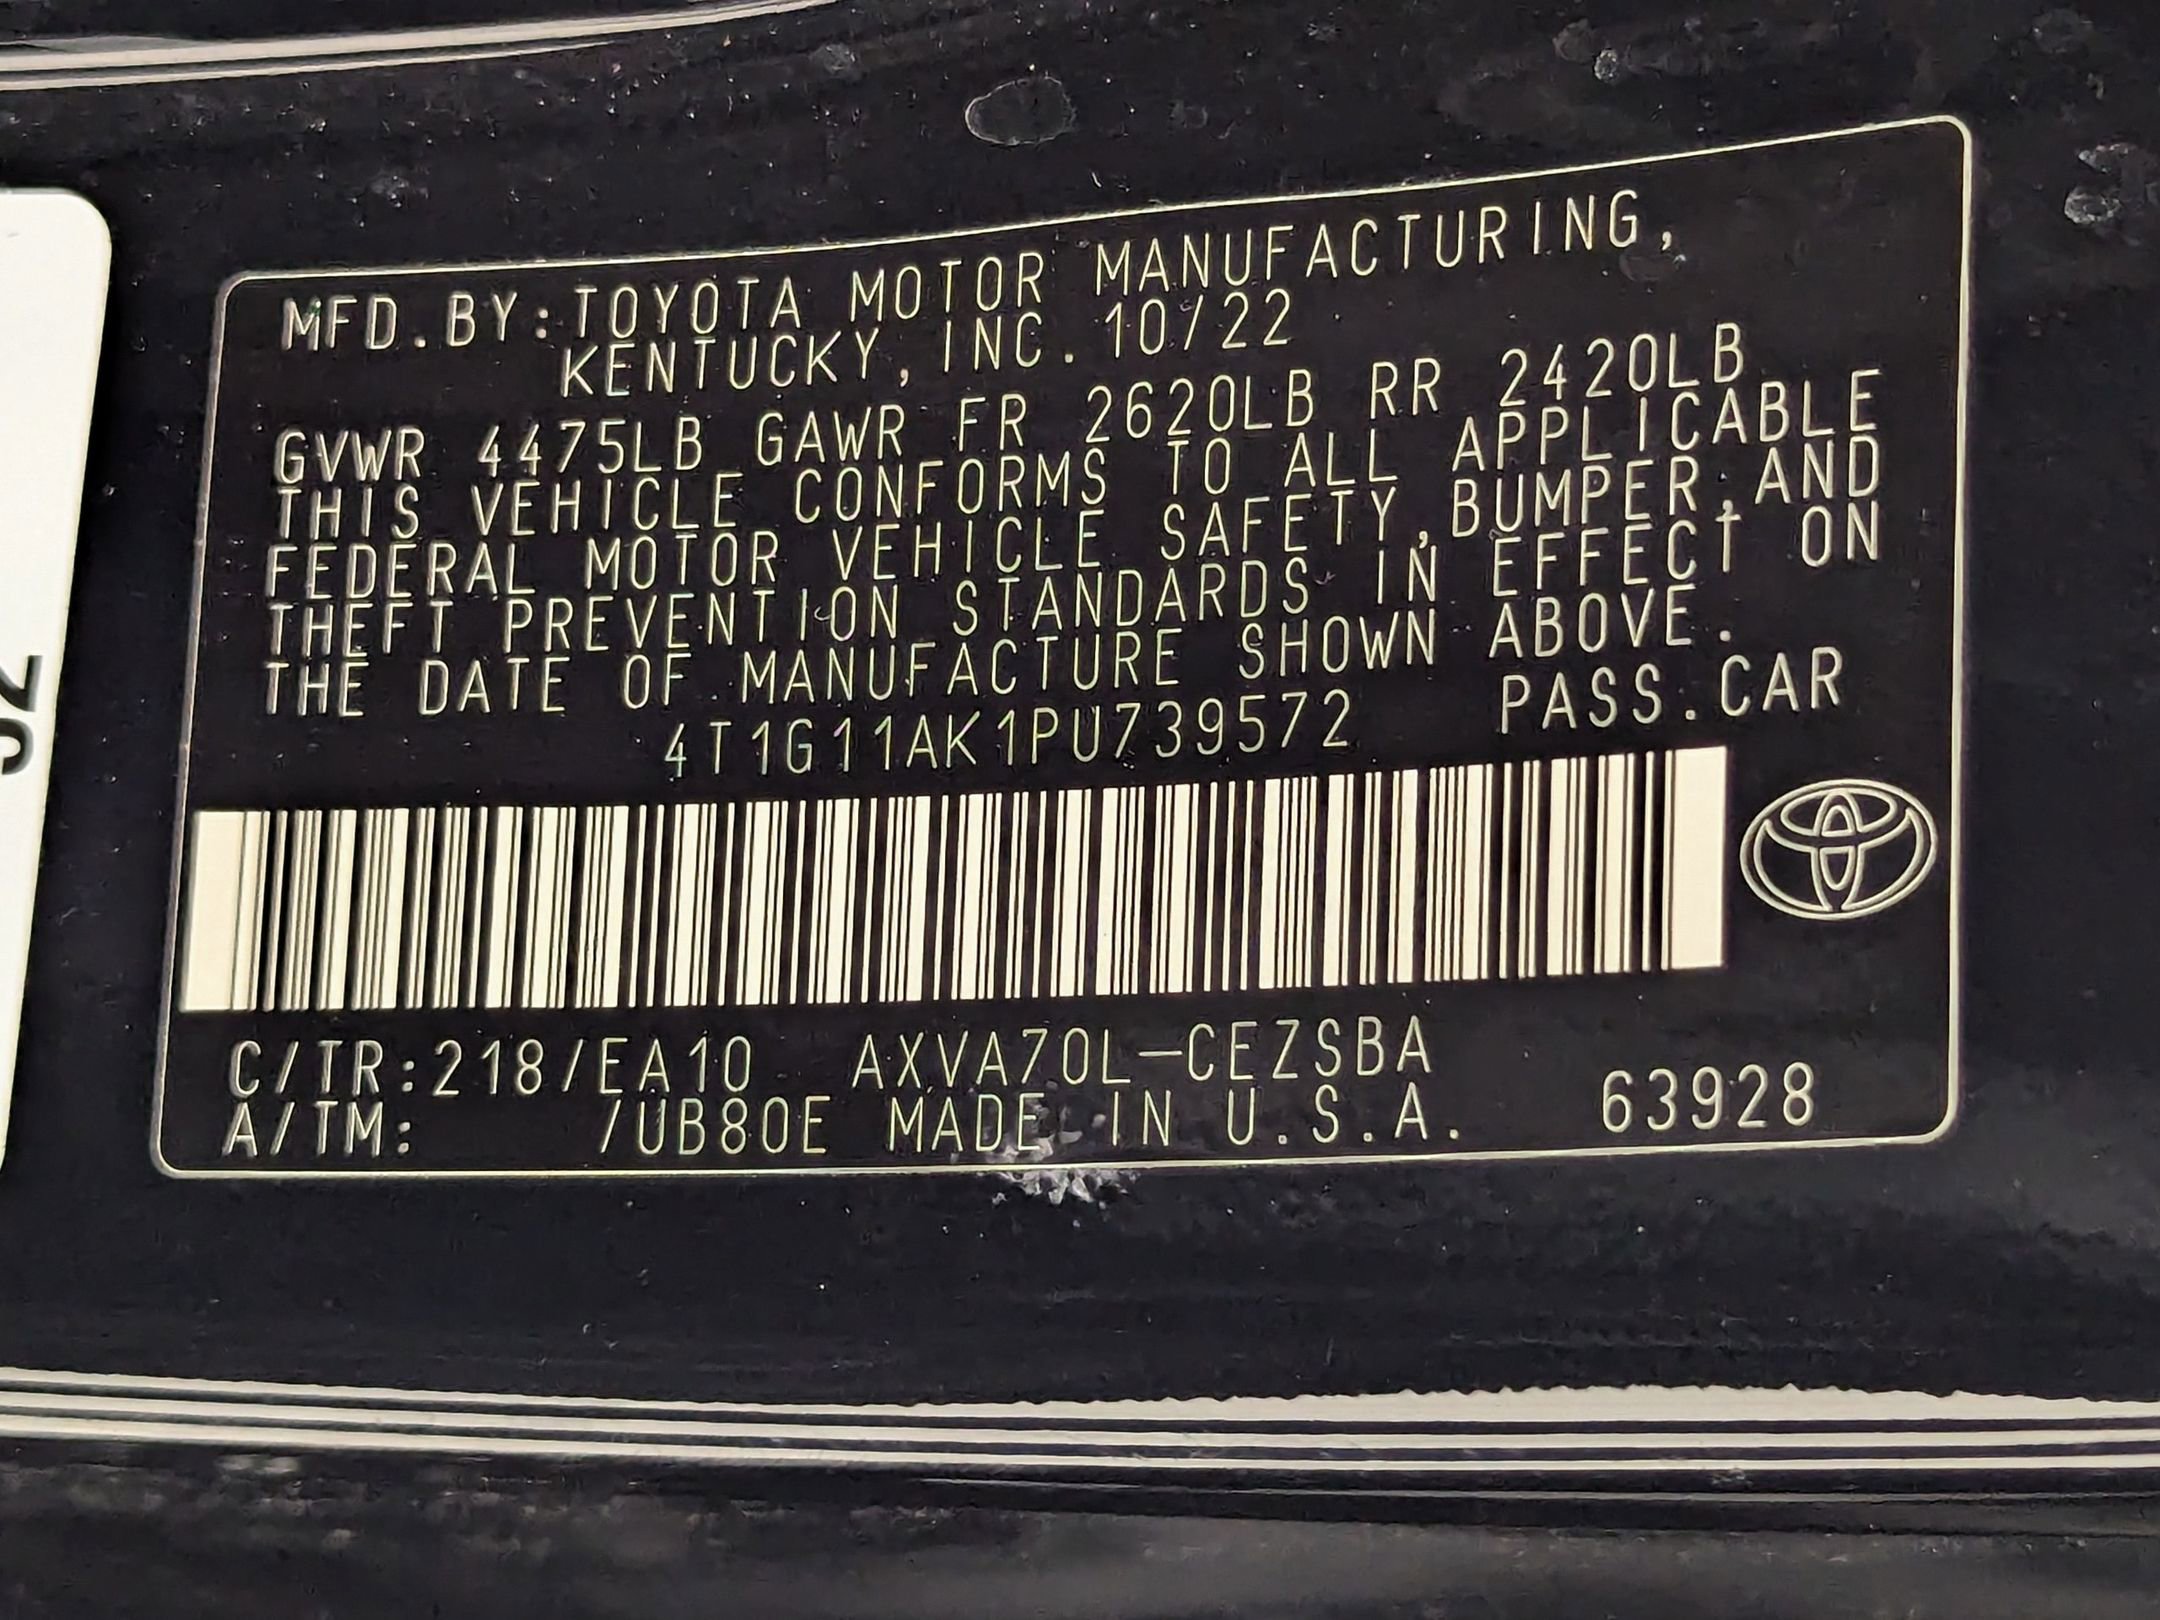 MFD.BY:TOYOTA MOTOR MANUFACTURING,
KENTUCKY, INC. 10/22
GVWR 4475LB GAWR FR 2620LB RR 2420LB
THIS VEHICLE CONFORMS TO ALL APPLICABLE
FEDERAL MOTOR VEHICLE SAFETY,BUMPER,AND
THEFT PREVENTION STANDARDS IN EFFECT ON
THE DATE OF MANUFACTURE SHOWN ABOVE.
4T1G11AK1PU739572 PASS.CAR
C/TR:218/EA10 AXVA70L-CEZSBA
A/TM: /UB80E MADE IN U.S.A. 63928